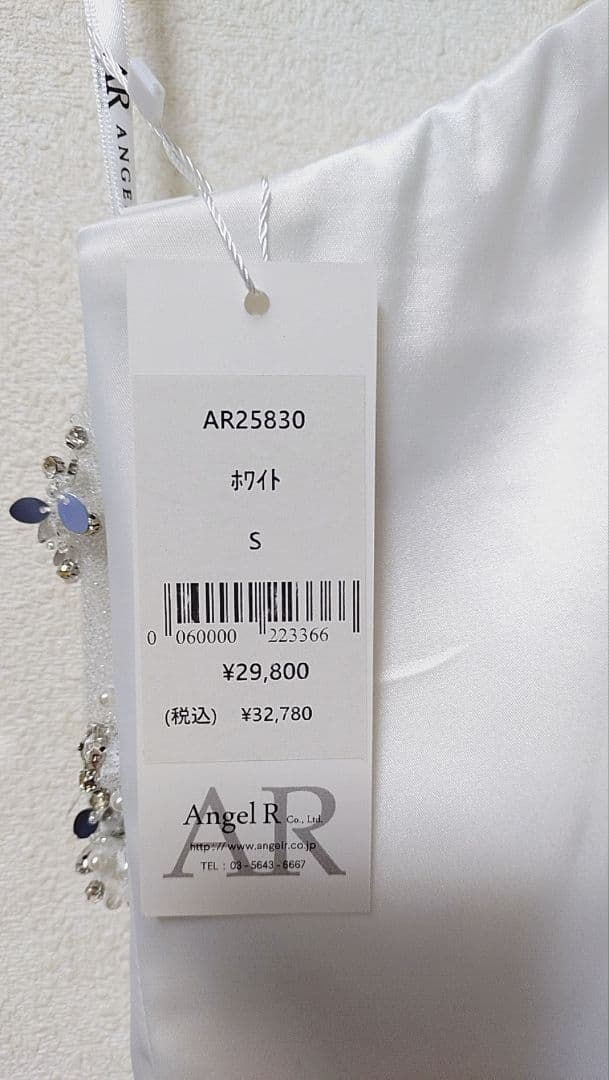 AR ANGE
AR25830
ﾎﾜｲﾄ
S
0 060000 223366
¥29,800
(税込) ¥32,780
AR
Angel R Co., Ltd.
http://www.angelr.co.jp
TEL : 03-5643-6667